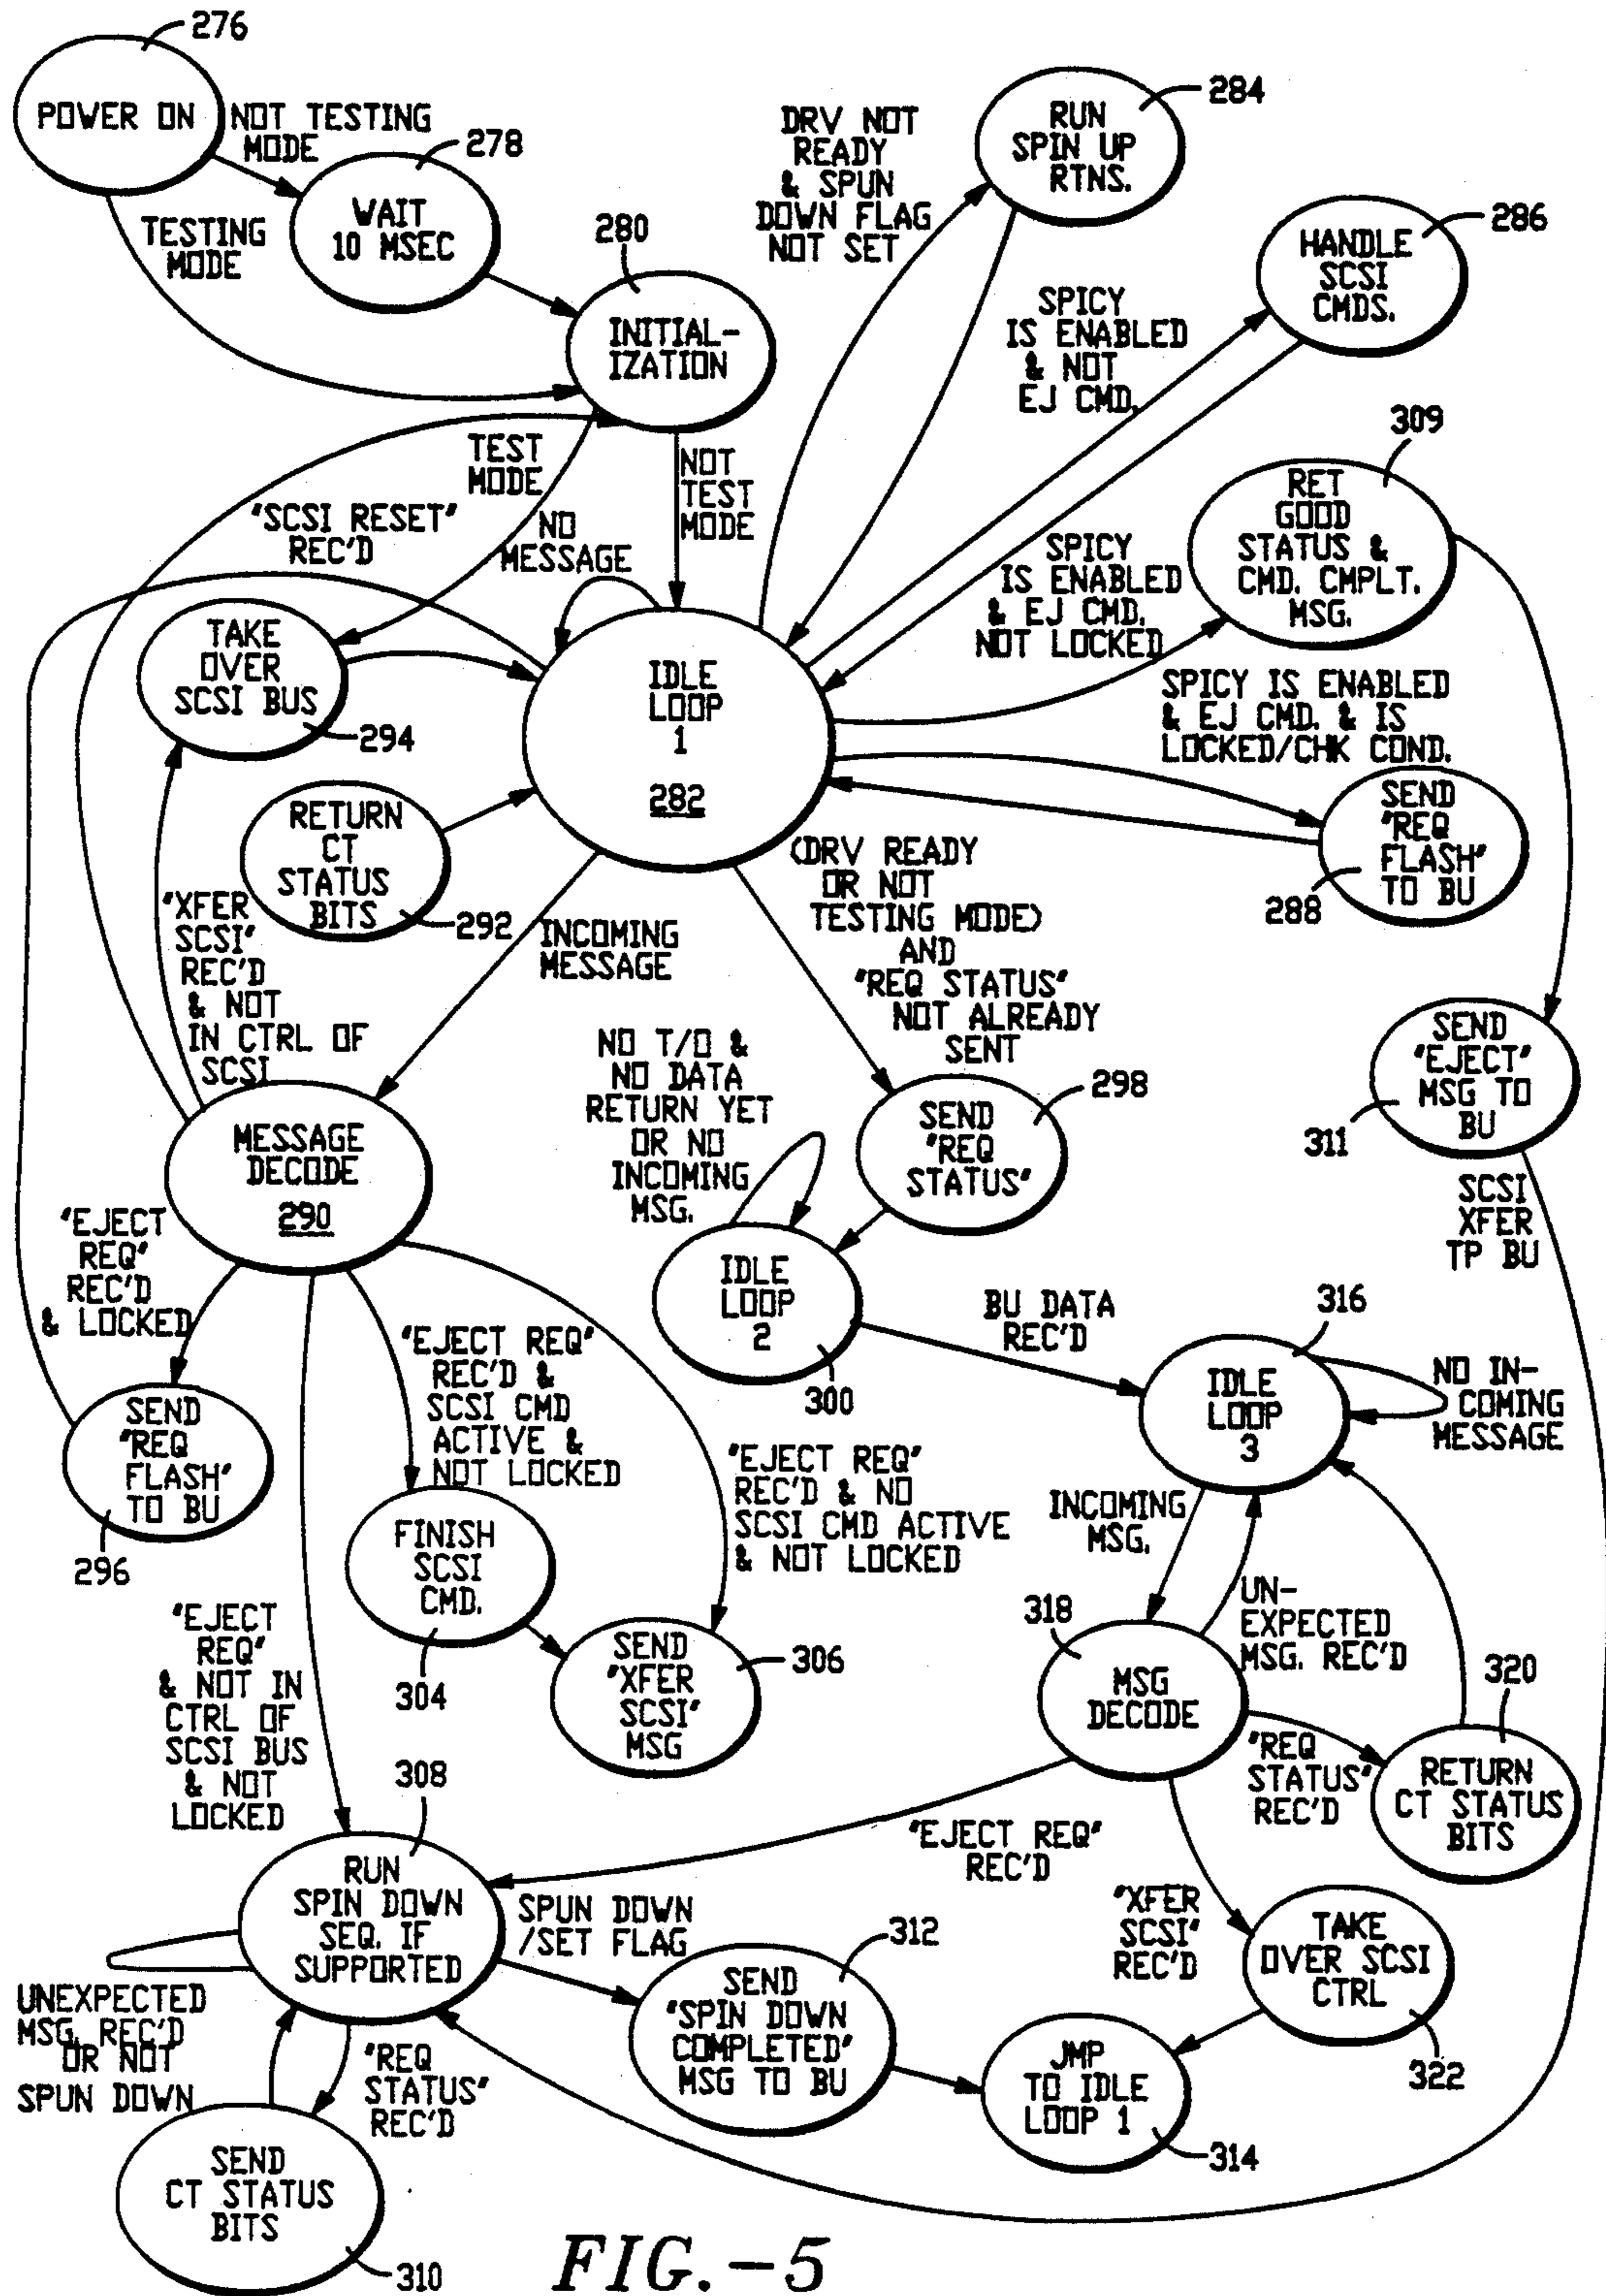 276
POWER ON
NOT TESTING
MODE
278
WAIT
10 MSEC
TESTING
MODE
280
INITIAL-
IZATION
DRV NOT
READY
& SPUN
DOWN FLAG
NOT SET
284
RUN
SPIN UP
RTNS.
286
HANDLE
SCSI
CMDS.
SPICY
IS ENABLED
& NOT
EJ CMD.
TEST
MODE
NOT
TEST
MODE
"SCSI RESET"
REC'D
NO
MESSAGE
309
RET
GOOD
STATUS &
CMD. CMPLT.
MSG.
SPICY
IS ENABLED
& EJ CMD.
NOT LOCKED
TAKE
OVER
SCSI BUS
294
IDLE
LOOP
1
282
SPICY IS ENABLED
& EJ CMD. & IS
LOCKED/CHK COND.
SEND
"REQ
FLASH"
TO BU
288
RETURN
CT
STATUS
BITS
292
"XFER
SCSI"
REC'D
& NOT
IN CTRL OF
SCSI
INCOMING
MESSAGE
(DRV READY
OR NOT
TESTING MODE)
AND
"REQ STATUS"
NOT ALREADY
SENT
NO T/O &
NO DATA
RETURN YET
OR NO
INCOMING
MSG.
298
SEND
"REQ
STATUS"
SEND
"EJECT"
MSG TO
BU
311
SCSI
XFER
TP BU
MESSAGE
DECODE
290
"EJECT
REQ"
REC'D
& LOCKED
IDLE
LOOP
2
300
BU DATA
REC'D
316
IDLE
LOOP
3
NO IN-
COMING
MESSAGE
SEND
"REQ
FLASH"
TO BU
296
"EJECT REQ"
REC'D &
SCSI CMD
ACTIVE &
NOT LOCKED
"EJECT REQ"
REC'D & NO
SCSI CMD ACTIVE
& NOT LOCKED
FINISH
SCSI
CMD.
304
INCOMING
MSG.
UN-
EXPECTED
MSG. REC'D
318
MSG
DECODE
SEND
"XFER
SCSI"
MSG
306
"EJECT
REQ"
& NOT IN
CTRL OF
SCSI BUS
& NOT
LOCKED
308
RUN
SPIN DOWN
SEQ. IF
SUPPORTED
"EJECT REQ"
REC'D
"REQ
STATUS"
REC'D
320
RETURN
CT STATUS
BITS
"XFER
SCSI"
REC'D
TAKE
OVER SCSI
CTRL
322
SPUN DOWN
/SET FLAG
312
SEND
"SPIN DOWN
COMPLETED"
MSG TO BU
JMP
TO IDLE
LOOP 1
314
UNEXPECTED
MSG. REC'D
OR NOT
SPUN DOWN
"REQ
STATUS"
REC'D
SEND
CT STATUS
BITS
310
FIG.-5